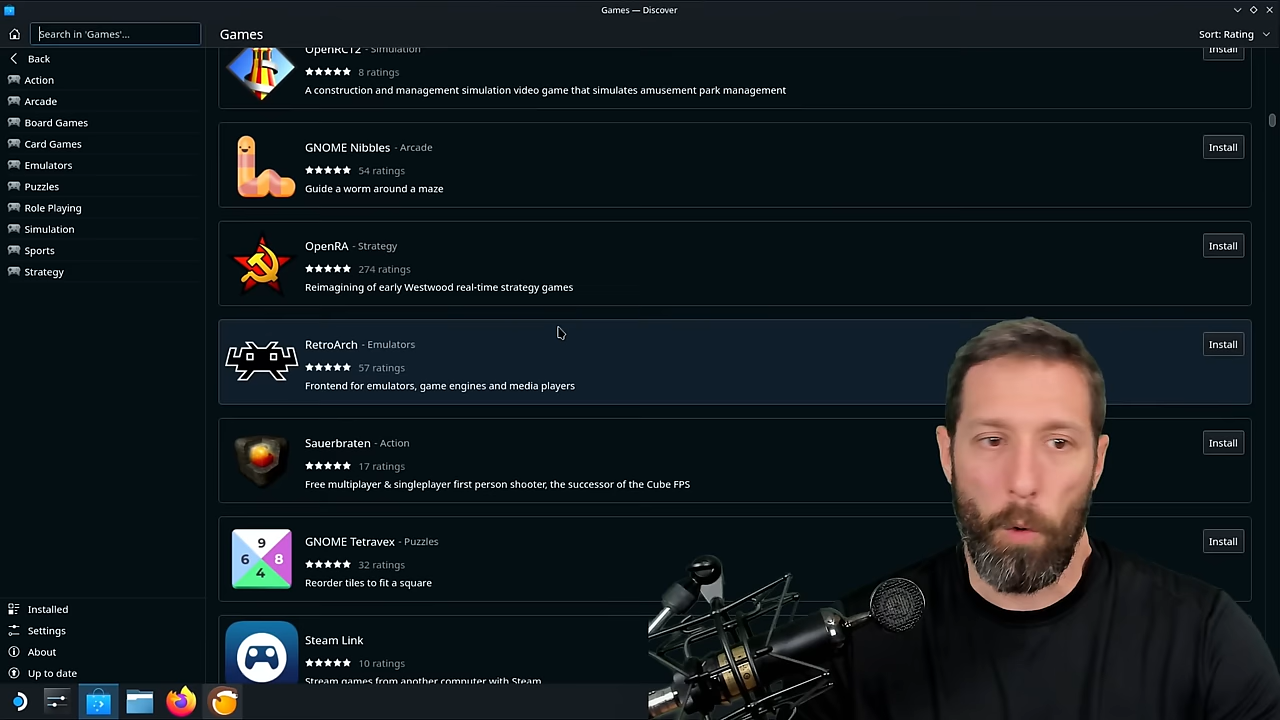 Games — Discover
Search in 'Games'...
Games
Sort: Rating
Back
Action
Arcade
Board Games
Card Games
Emulators
Puzzles
Role Playing
Simulation
Sports
Strategy
Installed
Settings
About
Up to date
OpenRCT2 - Simulation
Install
8 ratings
A construction and management simulation video game that simulates amusement park management
GNOME Nibbles - Arcade
Install
54 ratings
Guide a worm around a maze
OpenRA - Strategy
Install
274 ratings
Reimagining of early Westwood real-time strategy games
RetroArch - Emulators
Install
57 ratings
Frontend for emulators, game engines and media players
Sauerbraten - Action
Install
17 ratings
Free multiplayer & singleplayer first person shooter, the successor of the Cube FPS
9
6 8
4
GNOME Tetravex - Puzzles
Install
32 ratings
Reorder tiles to fit a square
Steam Link
10 ratings
Stream games from another computer with Steam